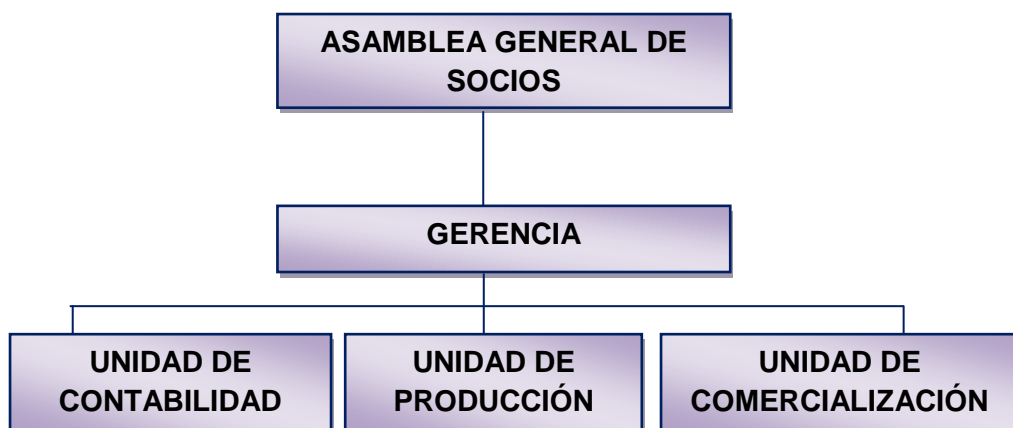 ASAMBLEA GENERAL DE
SOCIOS
GERENCIA
UNIDAD DE
CONTABILIDAD
UNIDAD DE
PRODUCCIÓN
UNIDAD DE
COMERCIALIZACIÓN